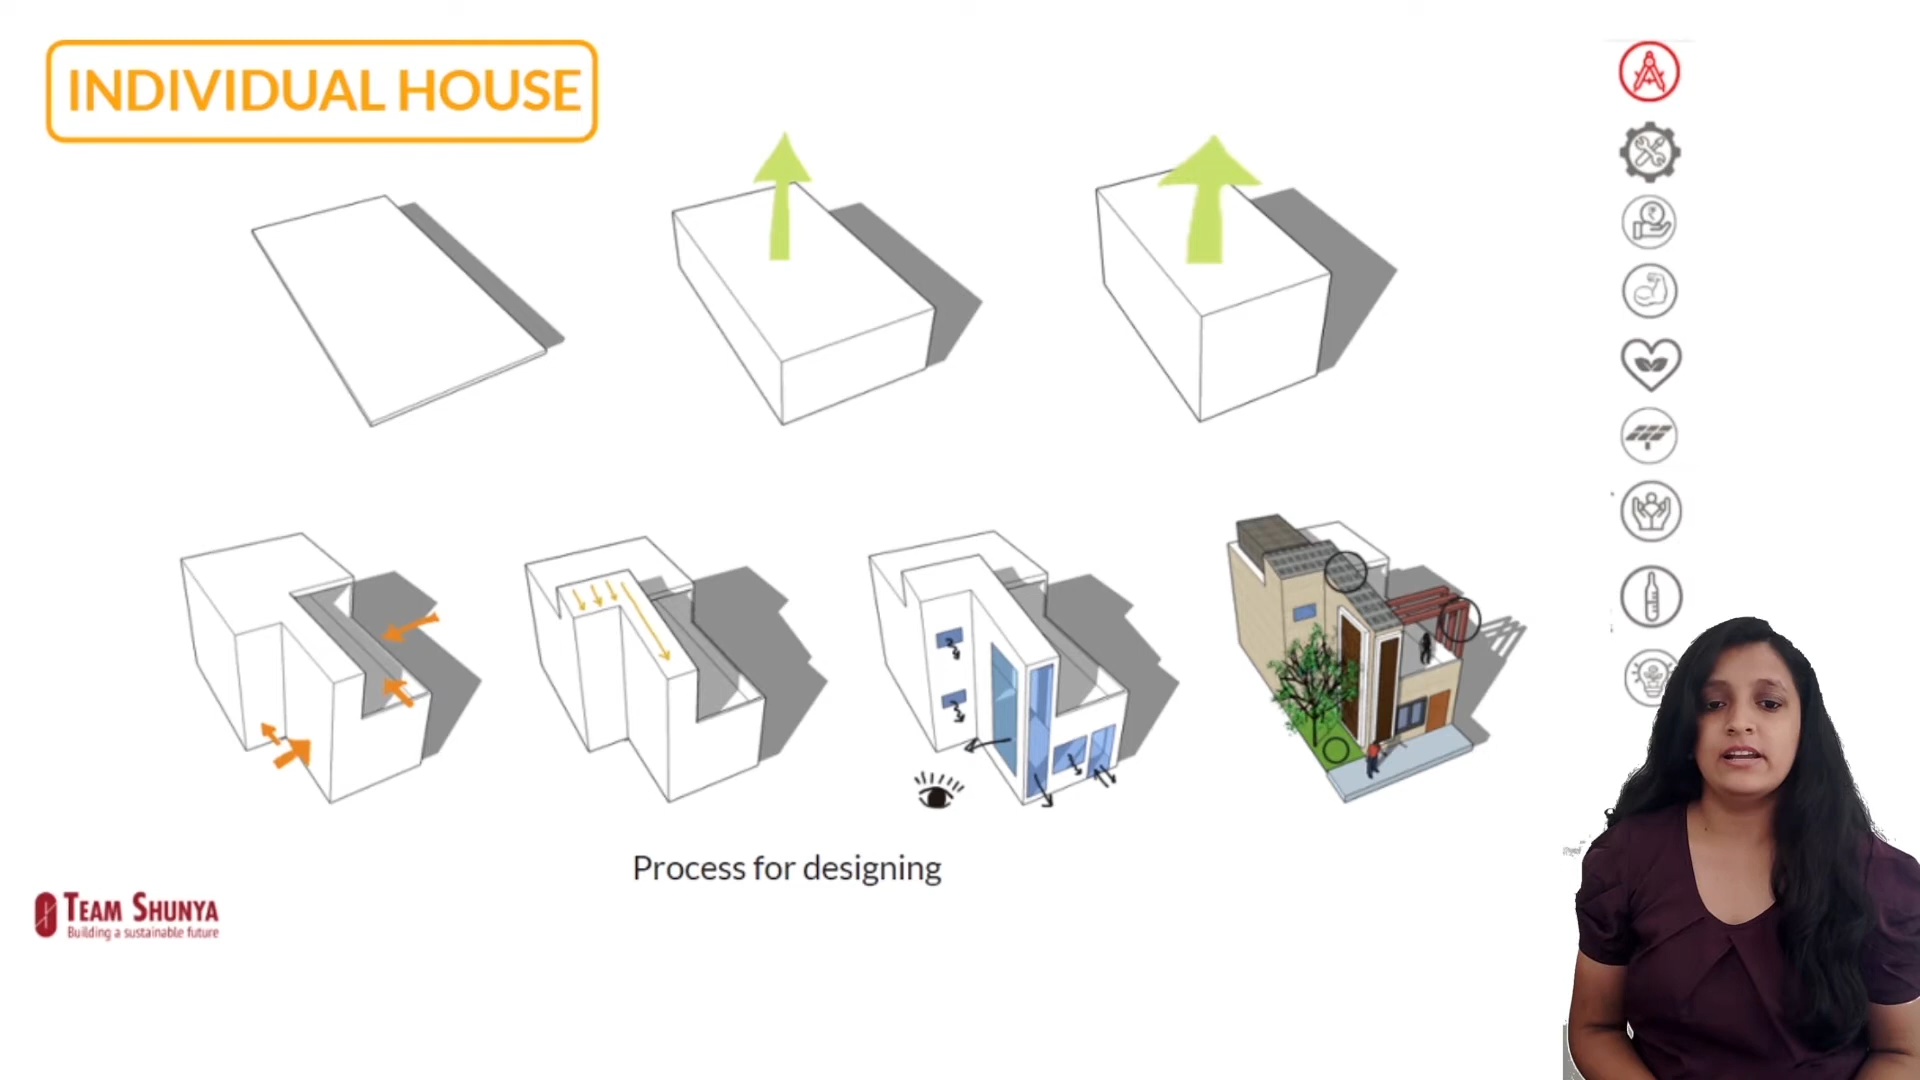 INDIVIDUAL HOUSE
Process for designing
TEAM SHUNYA
Building a sustainable future